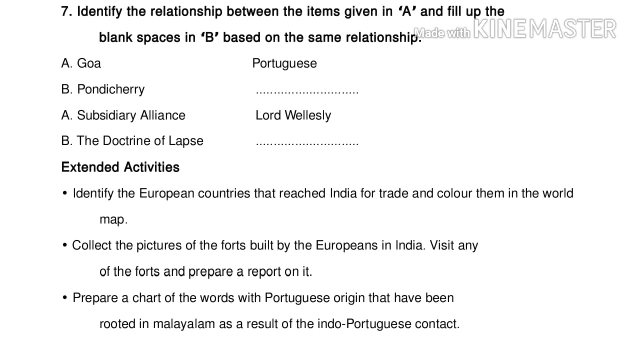 7. Identify the relationship between the items given in ‘A’ and fill up the
blank spaces in ‘B’ based on the same relationship.
Made with KINEMASTER
A. Goa Portuguese
B. Pondicherry .............................
A. Subsidiary Alliance Lord Wellesly
B. The Doctrine of Lapse .............................
Extended Activities
• Identify the European countries that reached India for trade and colour them in the world
map.
• Collect the pictures of the forts built by the Europeans in India. Visit any
of the forts and prepare a report on it.
• Prepare a chart of the words with Portuguese origin that have been
rooted in malayalam as a result of the indo-Portuguese contact.